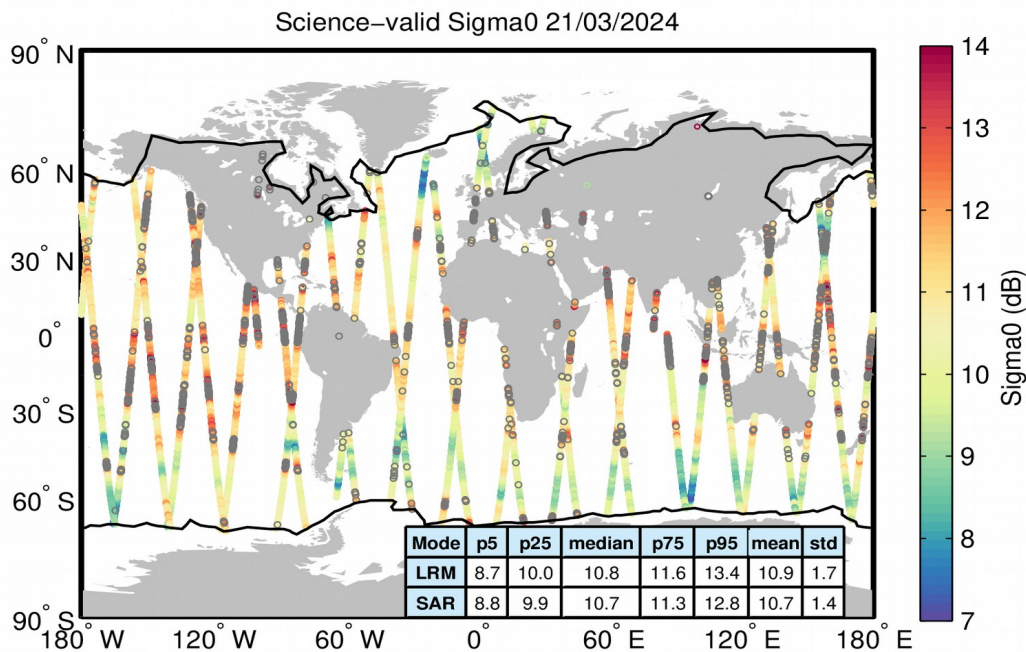 Science−valid Sigma0 21/03/2024
90° N
60° N
30° N
0°
30° S
60° S
90° S
180° W
120° W
60° W
0°
60° E
120° E
180° E
14
13
12
11
10
9
8
7
Sigma0 (dB)
Mode p5 p25 median p75 p95 mean std
LRM 8.7 10.0 10.8 11.6 13.4 10.9 1.7
SAR 8.8 9.9 10.7 11.3 12.8 10.7 1.4